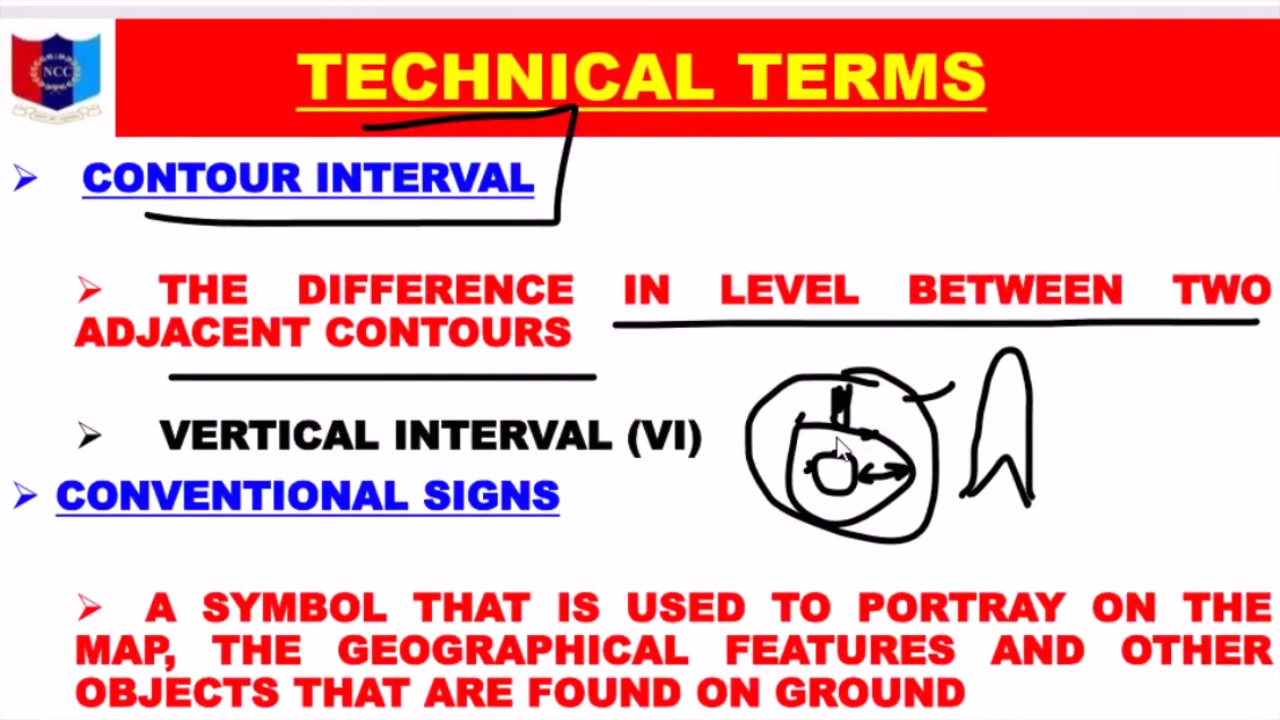 NCC
TECHNICAL TERMS
CONTOUR INTERVAL
THE DIFFERENCE IN LEVEL BETWEEN TWO
ADJACENT CONTOURS
VERTICAL INTERVAL (VI)
CONVENTIONAL SIGNS
A SYMBOL THAT IS USED TO PORTRAY ON THE
MAP, THE GEOGRAPHICAL FEATURES AND OTHER
OBJECTS THAT ARE FOUND ON GROUND